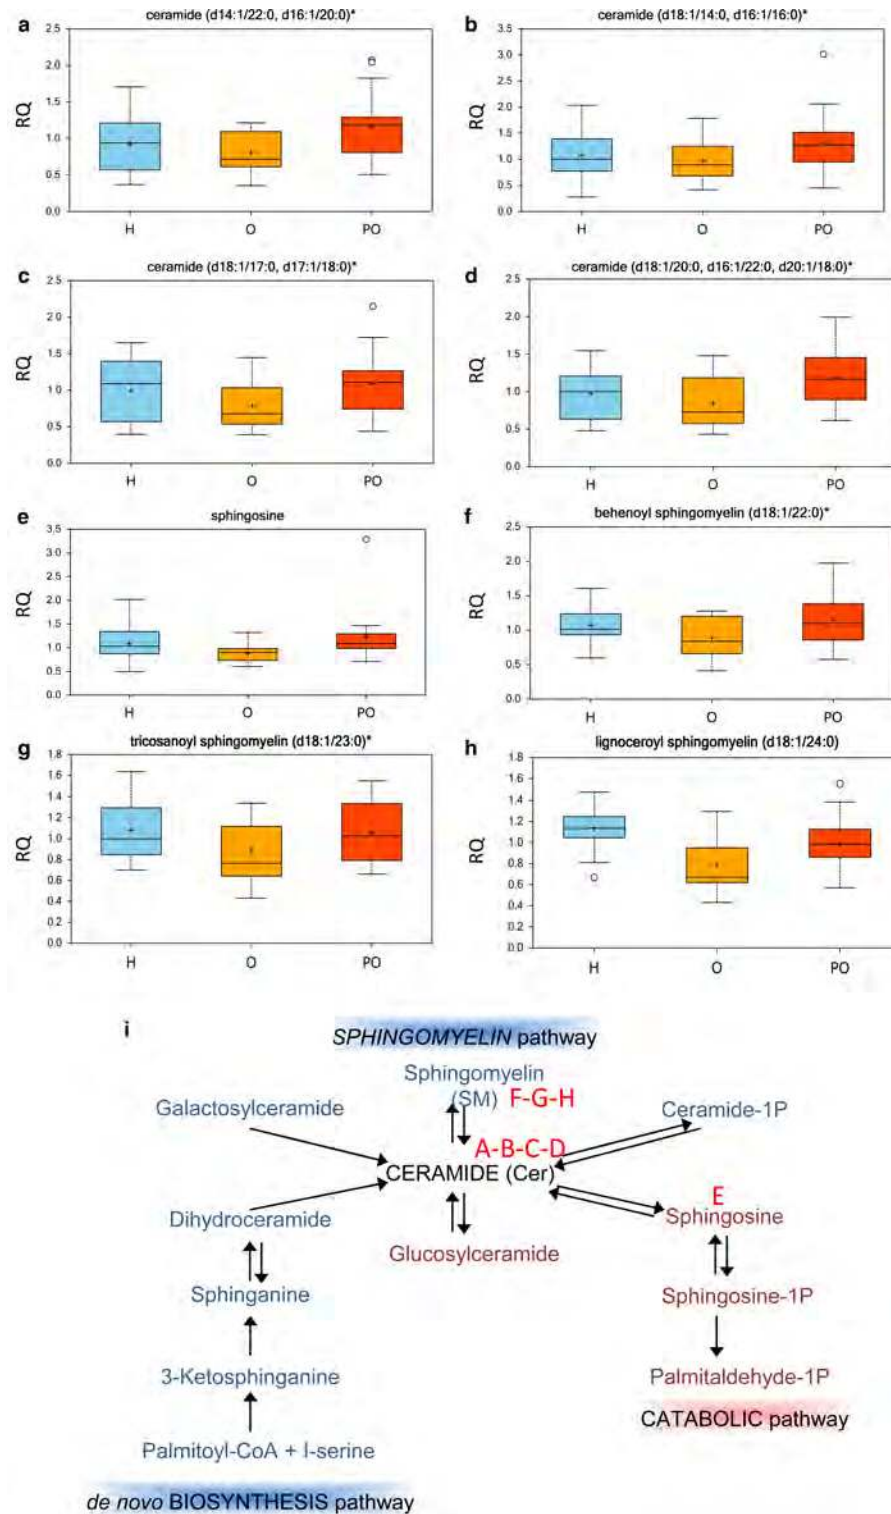 a
ceramide (d14:1/22:0, d16:1/20:0)*
RQ
2.0
1.5
1.0
0.5
0.0
H O PO
b
ceramide (d18:1/14:0, d16:1/16:0)*
RQ
3.5
3.0
2.5
2.0
1.5
1.0
0.5
0.0
H O PO
c
ceramide (d18:1/17:0, d17:1/18:0)*
RQ
2.5
2.0
1.5
1.0
0.5
0.0
H O PO
d
ceramide (d18:1/20:0, d16:1/22:0, d20:1/18:0)*
RQ
2.5
2.0
1.5
1.0
0.5
0.0
H O PO
e
sphingosine
RQ
3.5
3.0
2.5
2.0
1.5
1.0
0.5
0.0
H O PO
f
behenoyl sphingomyelin (d18:1/22:0)*
RQ
2.5
2.0
1.5
1.0
0.5
0.0
H O PO
g
tricosanoyl sphingomyelin (d18:1/23:0)*
RQ
1.8
1.6
1.4
1.2
1.0
0.8
0.6
0.4
0.2
0.0
H O PO
h
lignoceroyl sphingomyelin (d18:1/24:0)
RQ
1.8
1.6
1.4
1.2
1.0
0.8
0.6
0.4
0.2
0.0
H O PO
i
SPHINGOMYELIN pathway
Sphingomyelin
(SM) F-G-H
Galactosylceramide
Ceramide-1P
A-B-C-D
CERAMIDE (Cer)
E
Dihydroceramide
Sphingosine
Glucosylceramide
Sphinganine
Sphingosine-1P
3-Ketosphinganine
Palmitaldehyde-1P
CATABOLIC pathway
Palmitoyl-CoA + l-serine
de novo BIOSYNTHESIS pathway